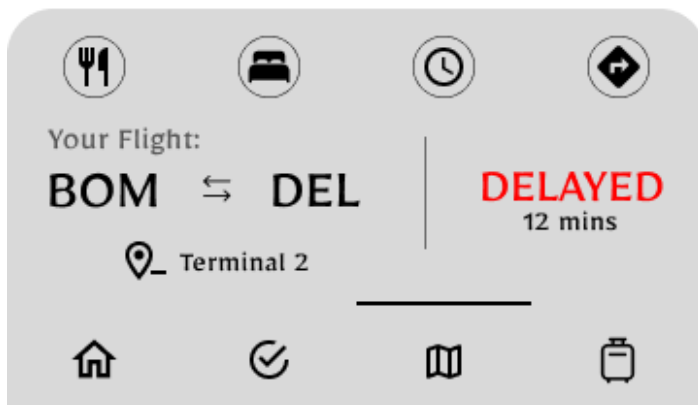 Your Flight:
BOM ⇆ DEL
DELAYED
12 mins
Terminal 2